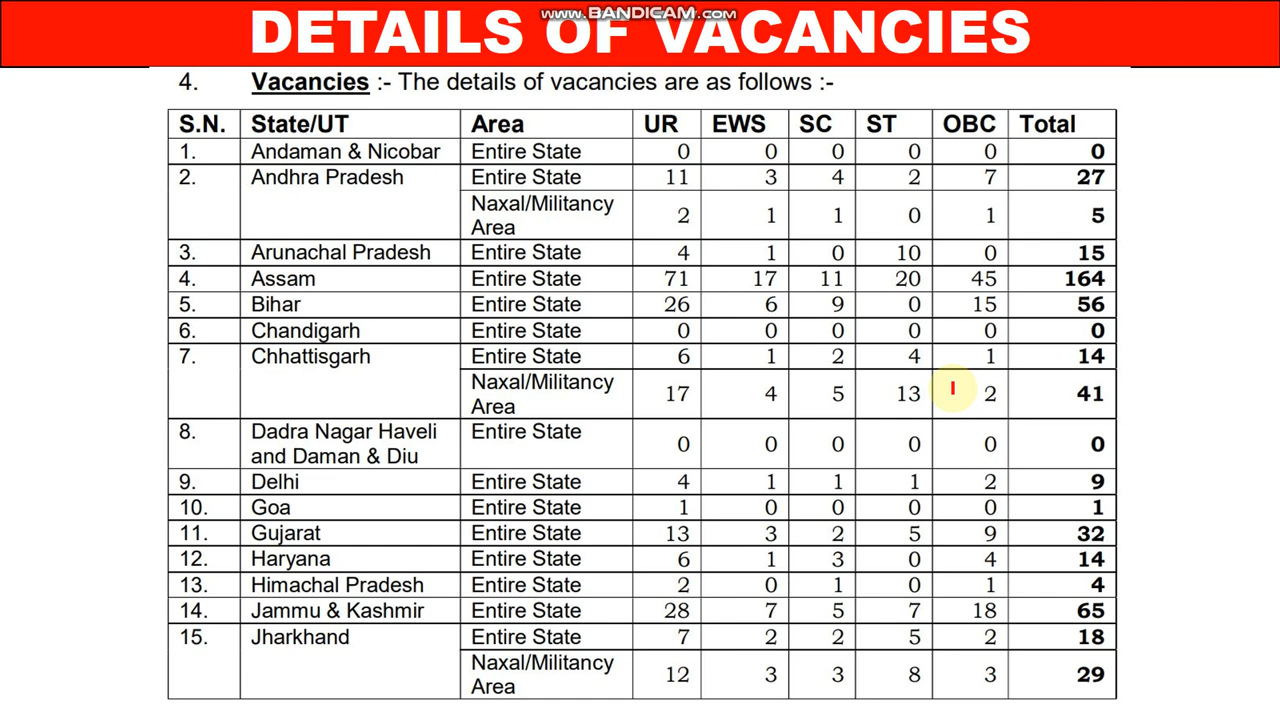 www.BANDICAM.com
DETAILS OF VACANCIES
4. Vacancies :- The details of vacancies are as follows :-
S.N. State/UT Area UR EWS SC ST OBC Total
1. Andaman & Nicobar Entire State 0 0 0 0 0 0
2. Andhra Pradesh Entire State 11 3 4 2 7 27
Naxal/Militancy
Area 2 1 1 0 1 5
3. Arunachal Pradesh Entire State 4 1 0 10 0 15
4. Assam Entire State 71 17 11 20 45 164
5. Bihar Entire State 26 6 9 0 15 56
6. Chandigarh Entire State 0 0 0 0 0 0
7. Chhattisgarh Entire State 6 1 2 4 1 14
Naxal/Militancy
Area 17 4 5 13 2 41
8. Dadra Nagar Haveli Entire State
and Daman & Diu 0 0 0 0 0 0
9. Delhi Entire State 4 1 1 1 2 9
10. Goa Entire State 1 0 0 0 0 1
11. Gujarat Entire State 13 3 2 5 9 32
12. Haryana Entire State 6 1 3 0 4 14
13. Himachal Pradesh Entire State 2 0 1 0 1 4
14. Jammu & Kashmir Entire State 28 7 5 7 18 65
15. Jharkhand Entire State 7 2 2 5 2 18
Naxal/Militancy
Area 12 3 3 8 3 29